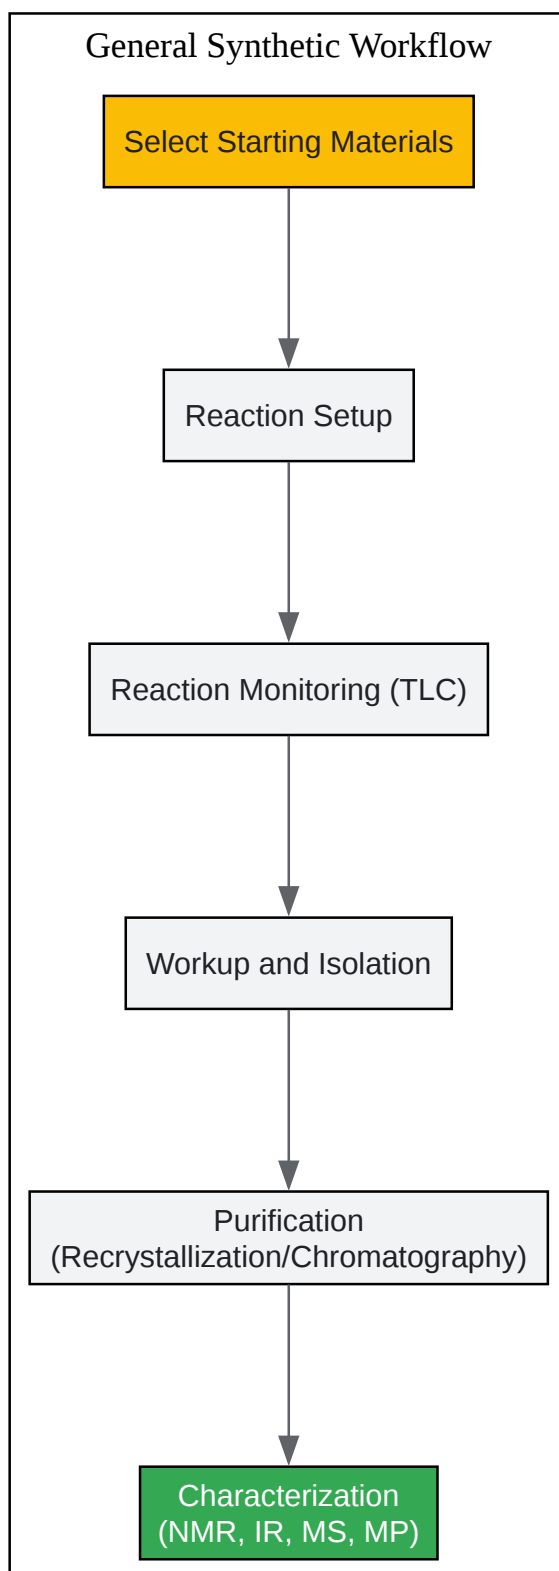 General Synthetic Workflow
Select Starting Materials
Reaction Setup
Reaction Monitoring (TLC)
Workup and Isolation
Purification
(Recrystallization/Chromatography)
Characterization
(NMR, IR, MS, MP)